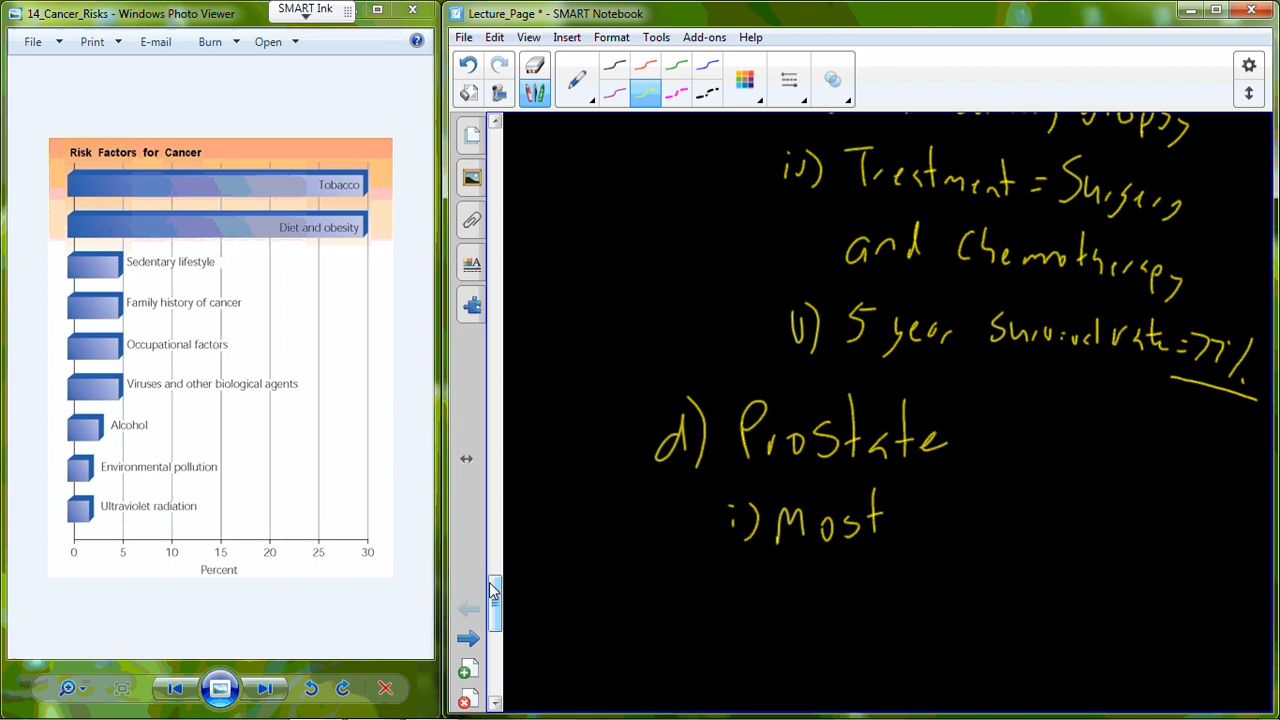 14_Cancer_Risks - Windows Photo Viewer
SMART Ink
File Print E-mail Burn Open
Risk Factors for Cancer
Tobacco
Diet and obesity
Sedentary lifestyle
Family history of cancer
Occupational factors
Viruses and other biological agents
Alcohol
Environmental pollution
Ultraviolet radiation
0 5 10 15 20 25 30
Percent
Lecture_Page * - SMART Notebook
File Edit View Insert Format Tools Add-ons Help
biopsy
iv) Treatment = Surgery
and Chemotherapy
v) 5 year Survival rate = 77%
d) Prostate
i) Most